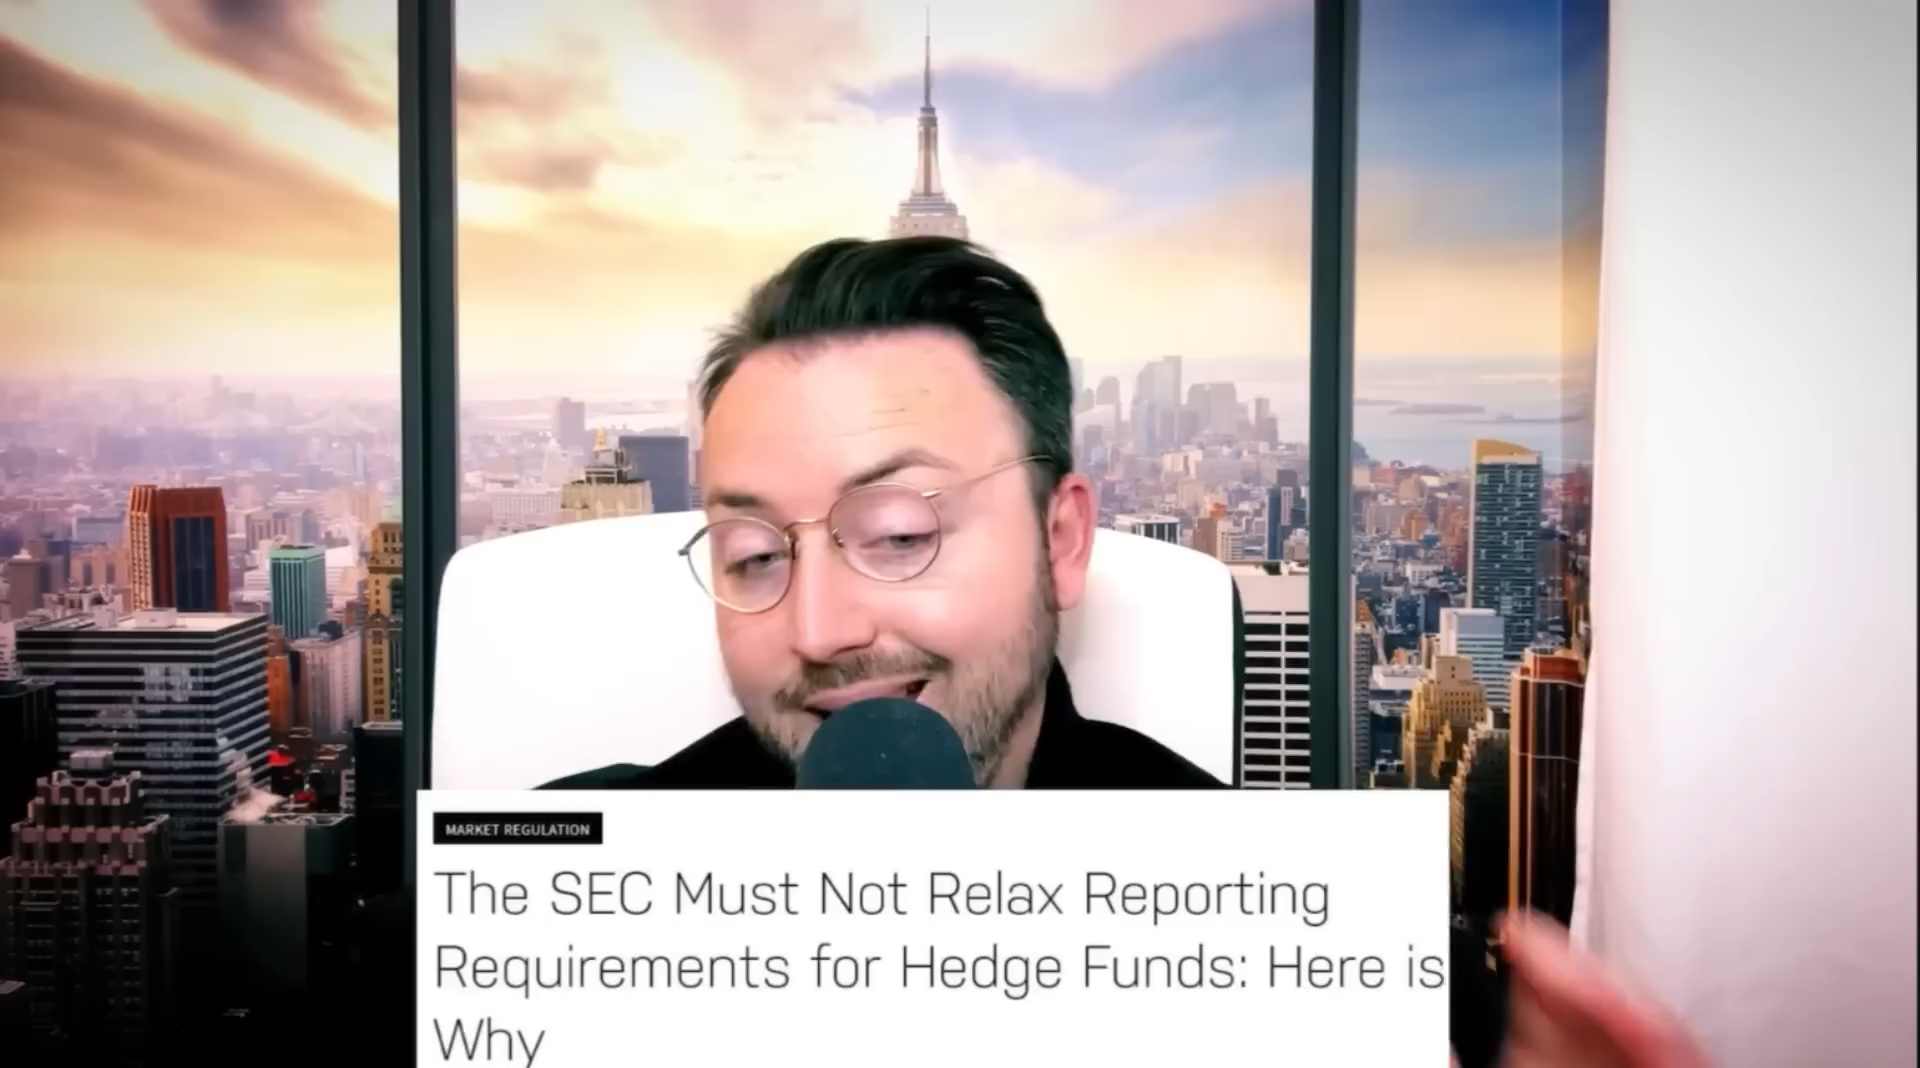 MARKET REGULATION
The SEC Must Not Relax Reporting
Requirements for Hedge Funds: Here is
Why